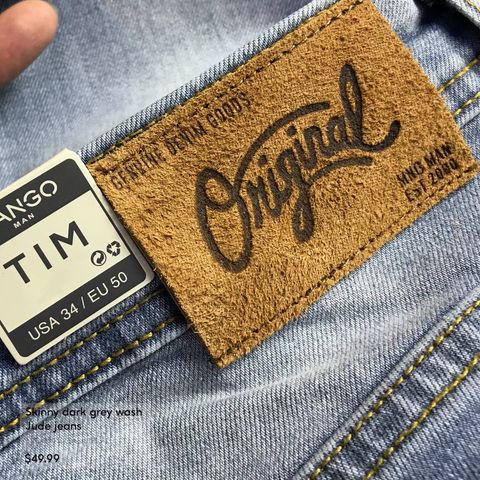 GENUINE DENIM GOODS
Original
MNG MAN
EST 2080
ANGO
MAN
TIM
USA 34 / EU 50
Skinny dark grey wash
Jude jeans
$49.99